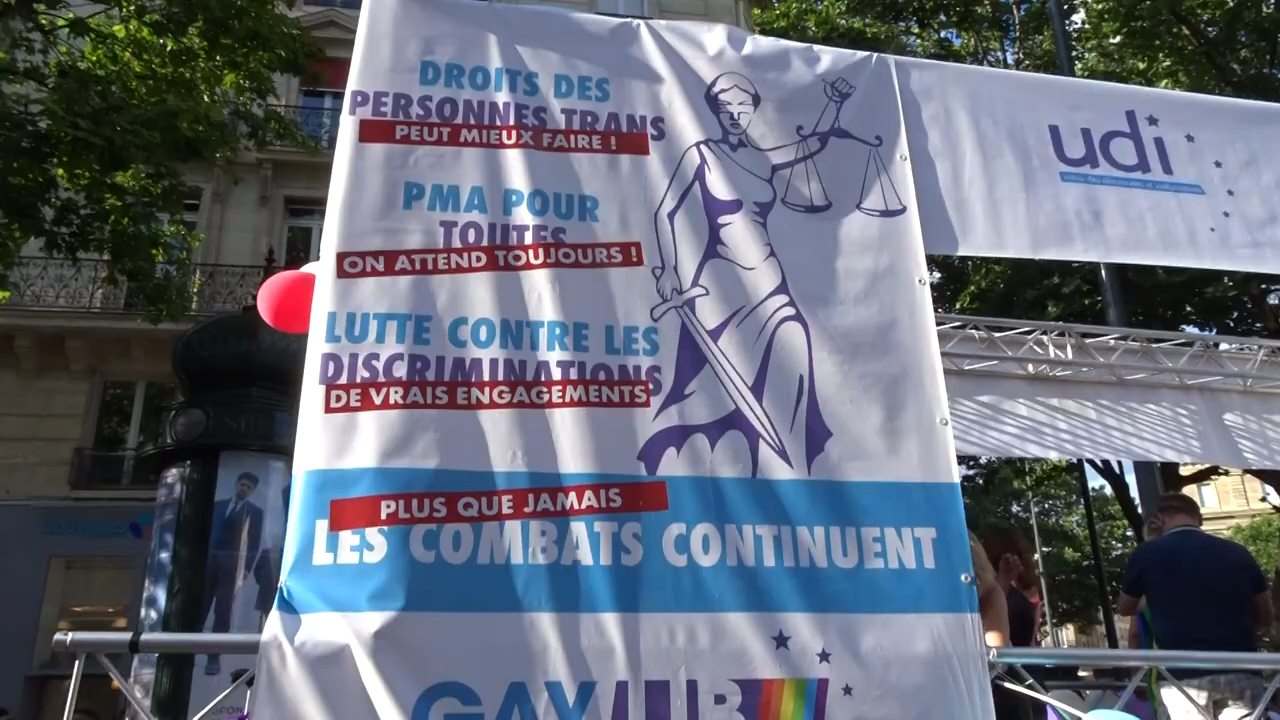 DROITS DES
PERSONNES TRANS
PEUT MIEUX FAIRE !
PMA POUR
TOUTES
ON ATTEND TOUJOURS !
LUTTE CONTRE LES
DISCRIMINATIONS
DE VRAIS ENGAGEMENTS
PLUS QUE JAMAIS
LES COMBATS CONTINUENT
GAYLIB
udi